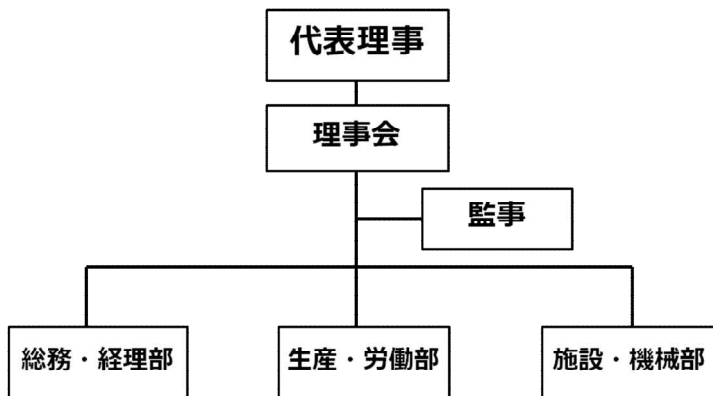 代表理事
理事会
監事
総務・経理部
生産・労働部
施設・機械部